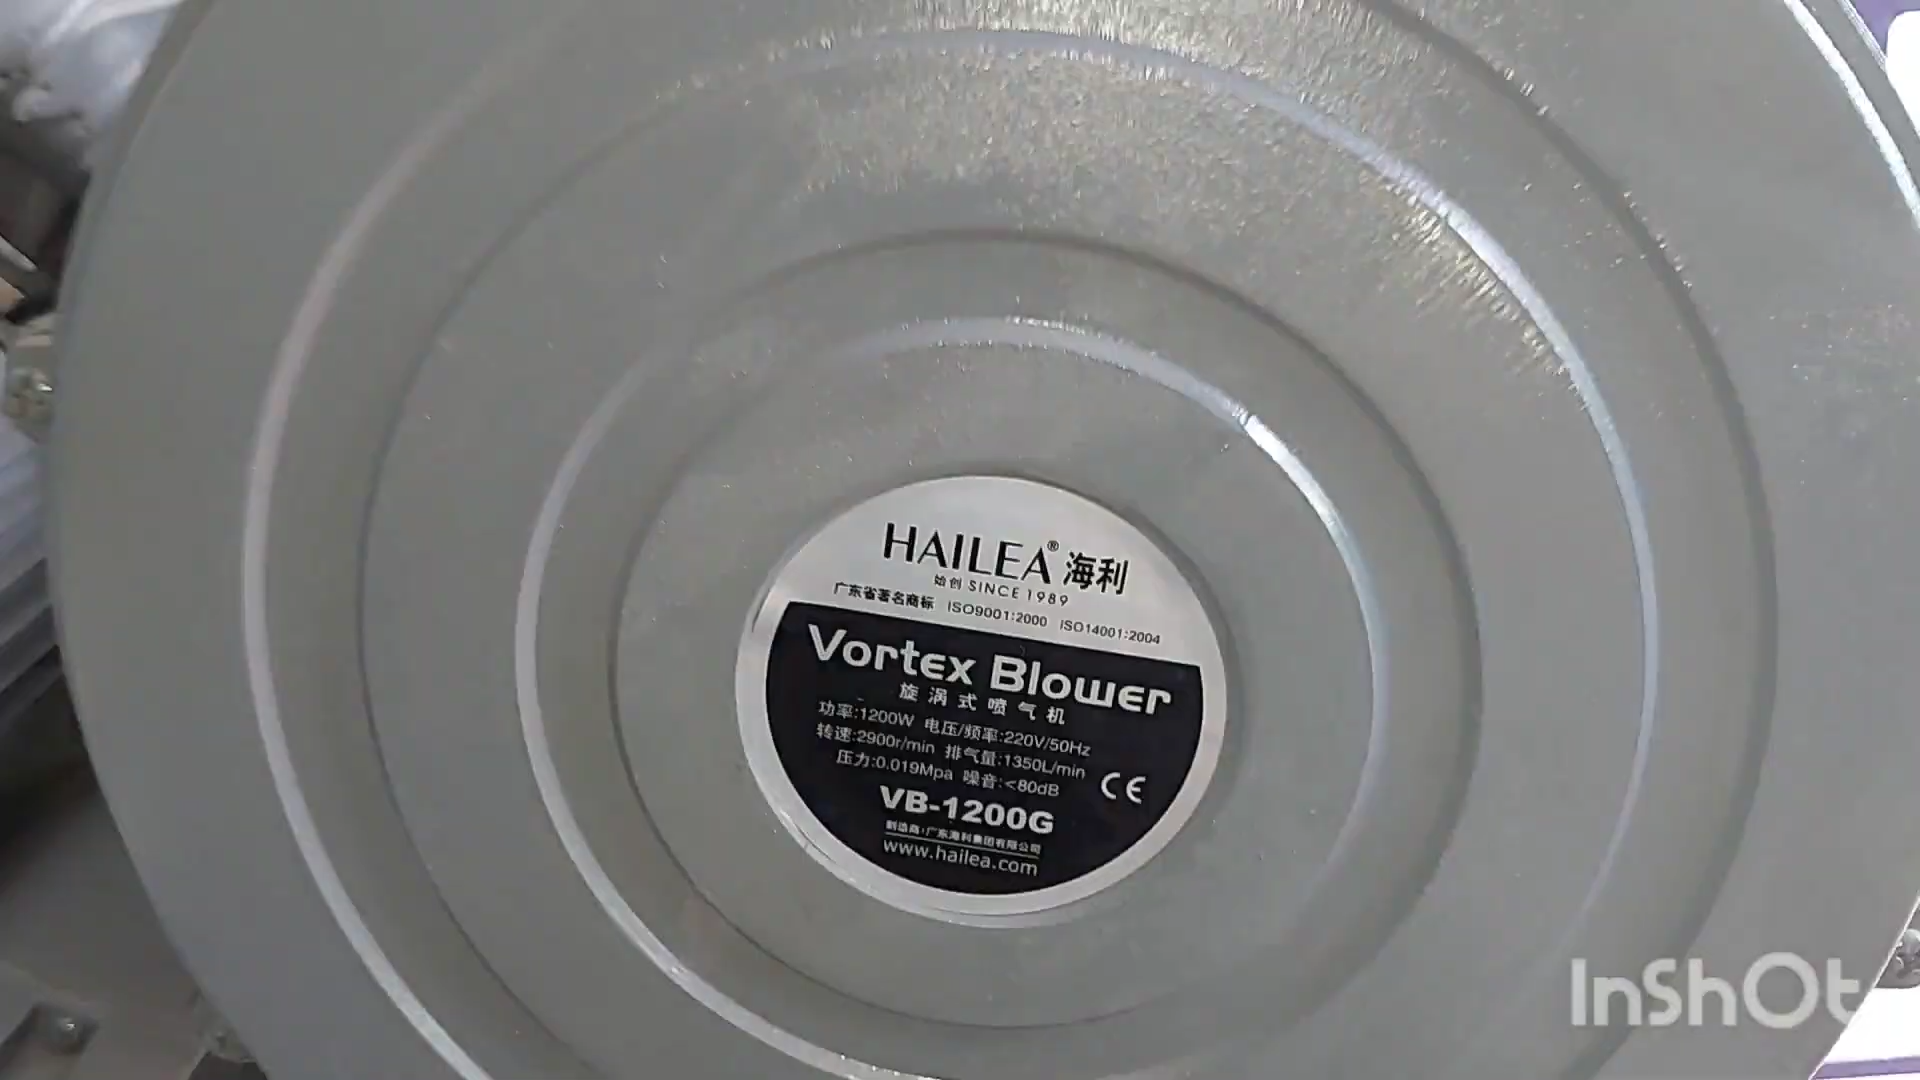 HAILEA® 海利
始创 SINCE 1989
广东省著名商标 ISO9001:2000 ISO14001:2004
Vortex Blower
旋涡式喷气机
功率:1200W 电压/频率:220V/50Hz
转速:2900r/min 排气量:1350L/min
压力:0.019Mpa 噪音:<80dB
CE
VB-1200G
制造商:广东海利集团有限公司
www.hailea.com
InShOt